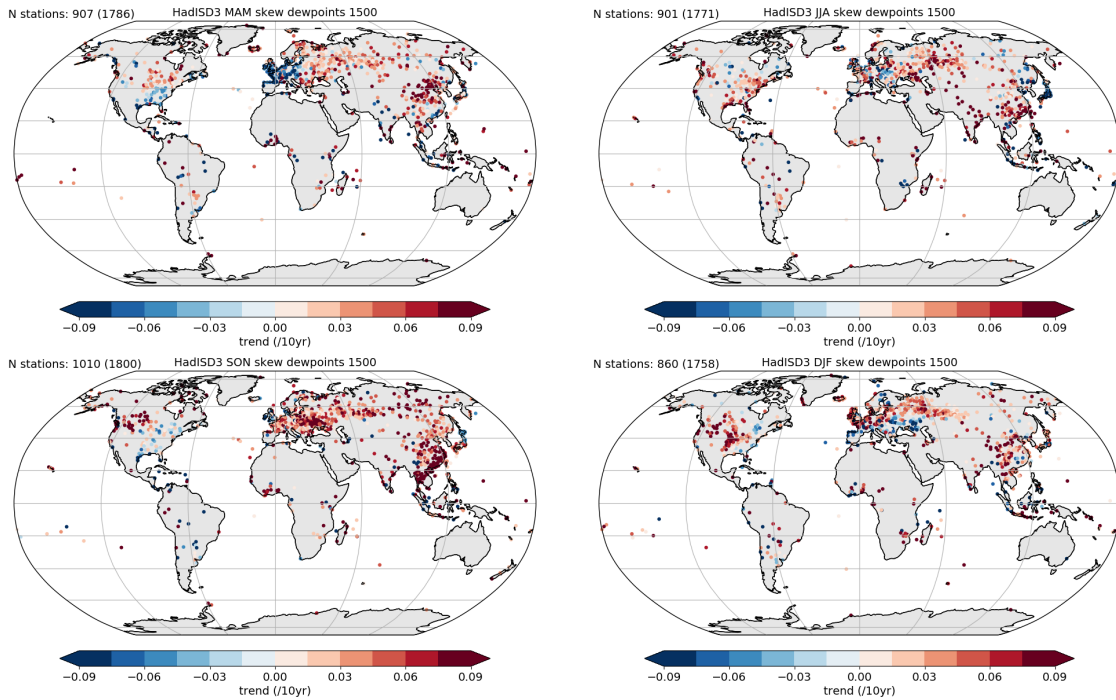 N stations: 907 (1786)
HadISD3 MAM skew dewpoints 1500
−0.09 −0.06 −0.03 0.00 0.03 0.06 0.09
trend (/10yr)
N stations: 901 (1771)
HadISD3 JJA skew dewpoints 1500
−0.09 −0.06 −0.03 0.00 0.03 0.06 0.09
trend (/10yr)
N stations: 1010 (1800)
HadISD3 SON skew dewpoints 1500
−0.09 −0.06 −0.03 0.00 0.03 0.06 0.09
trend (/10yr)
N stations: 860 (1758)
HadISD3 DJF skew dewpoints 1500
−0.09 −0.06 −0.03 0.00 0.03 0.06 0.09
trend (/10yr)